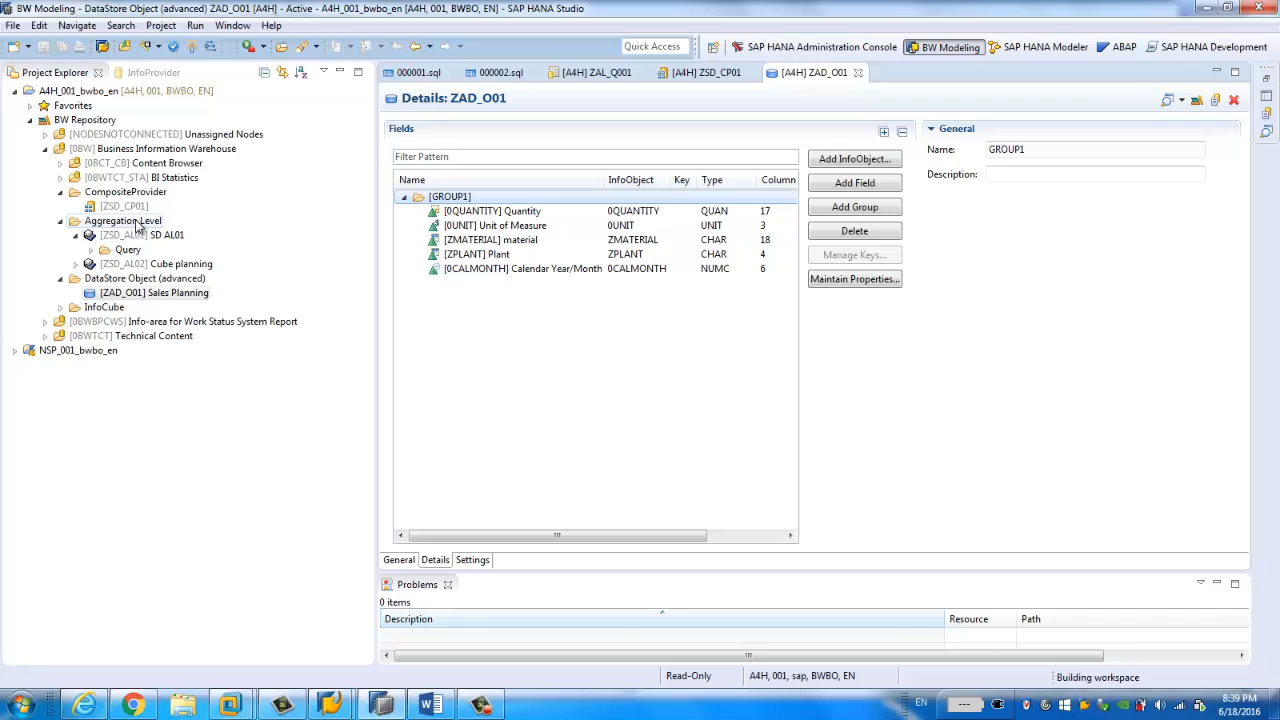 BW Modeling - DataStore Object (advanced) ZAD_O01 [A4H] - Active - A4H_001_bwbo_en [A4H, 001, BWBO, EN] - SAP HANA Studio
File Edit Navigate Search Project Run Window Help
Quick Access SAP HANA Administration Console BW Modeling SAP HANA Modeler ABAP SAP HANA Development
Project Explorer InfoProvider 000001.sql 000002.sql [A4H] ZAL_Q001 [A4H] ZSD_CP01 [A4H] ZAD_O01
A4H_001_bwbo_en [A4H, 001, BWBO, EN]
Favorites
BW Repository
[NODESNOTCONNECTED] Unassigned Nodes
[0BW] Business Information Warehouse
[0BCT_CB] Content Browser
[0BWTCT_STA] BI Statistics
CompositeProvider
[ZSD_CP01]
Aggregation Level
[ZSD_AL01] SD AL01
Query
[ZSD_AL02] Cube planning
DataStore Object (advanced)
[ZAD_O01] Sales Planning
InfoCube
[0BWBPCWS] Info-area for Work Status System Report
[0BWTCT] Technical Content
NSP_001_bwbo_en
Details: ZAD_O01
Fields
Filter Pattern
Name InfoObject Key Type Column
[GROUP1]
[0QUANTITY] Quantity 0QUANTITY QUAN 17
[0UNIT] Unit of Measure 0UNIT UNIT 3
[ZMATERIAL] material ZMATERIAL CHAR 18
[ZPLANT] Plant ZPLANT CHAR 4
[0CALMONTH] Calendar Year/Month 0CALMONTH NUMC 6
Add InfoObject...
Add Field
Add Group
Delete
Manage Keys...
Maintain Properties...
General
Name: GROUP1
Description:
General Details Settings
Problems
0 items
Description Resource Path
Read-Only A4H, 001, sap, BWBO, EN Building workspace
EN 8:39 PM
6/18/2016